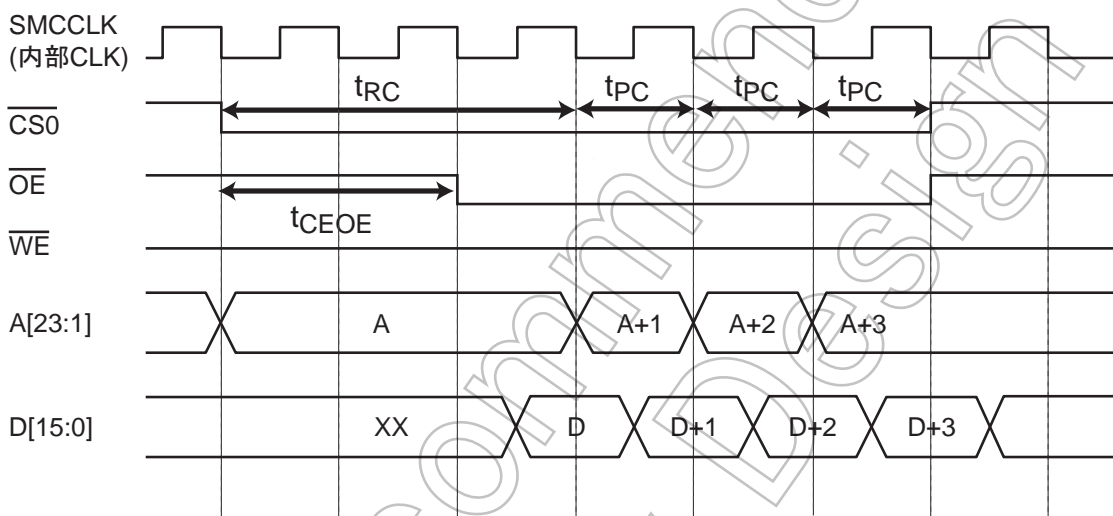 SMCCLK
(内部CLK)
tRC tPC tPC tPC
CS0
OE
tCEOE
WE
A[23:1] A A+1 A+2 A+3
D[15:0] XX D D+1 D+2 D+3
Design